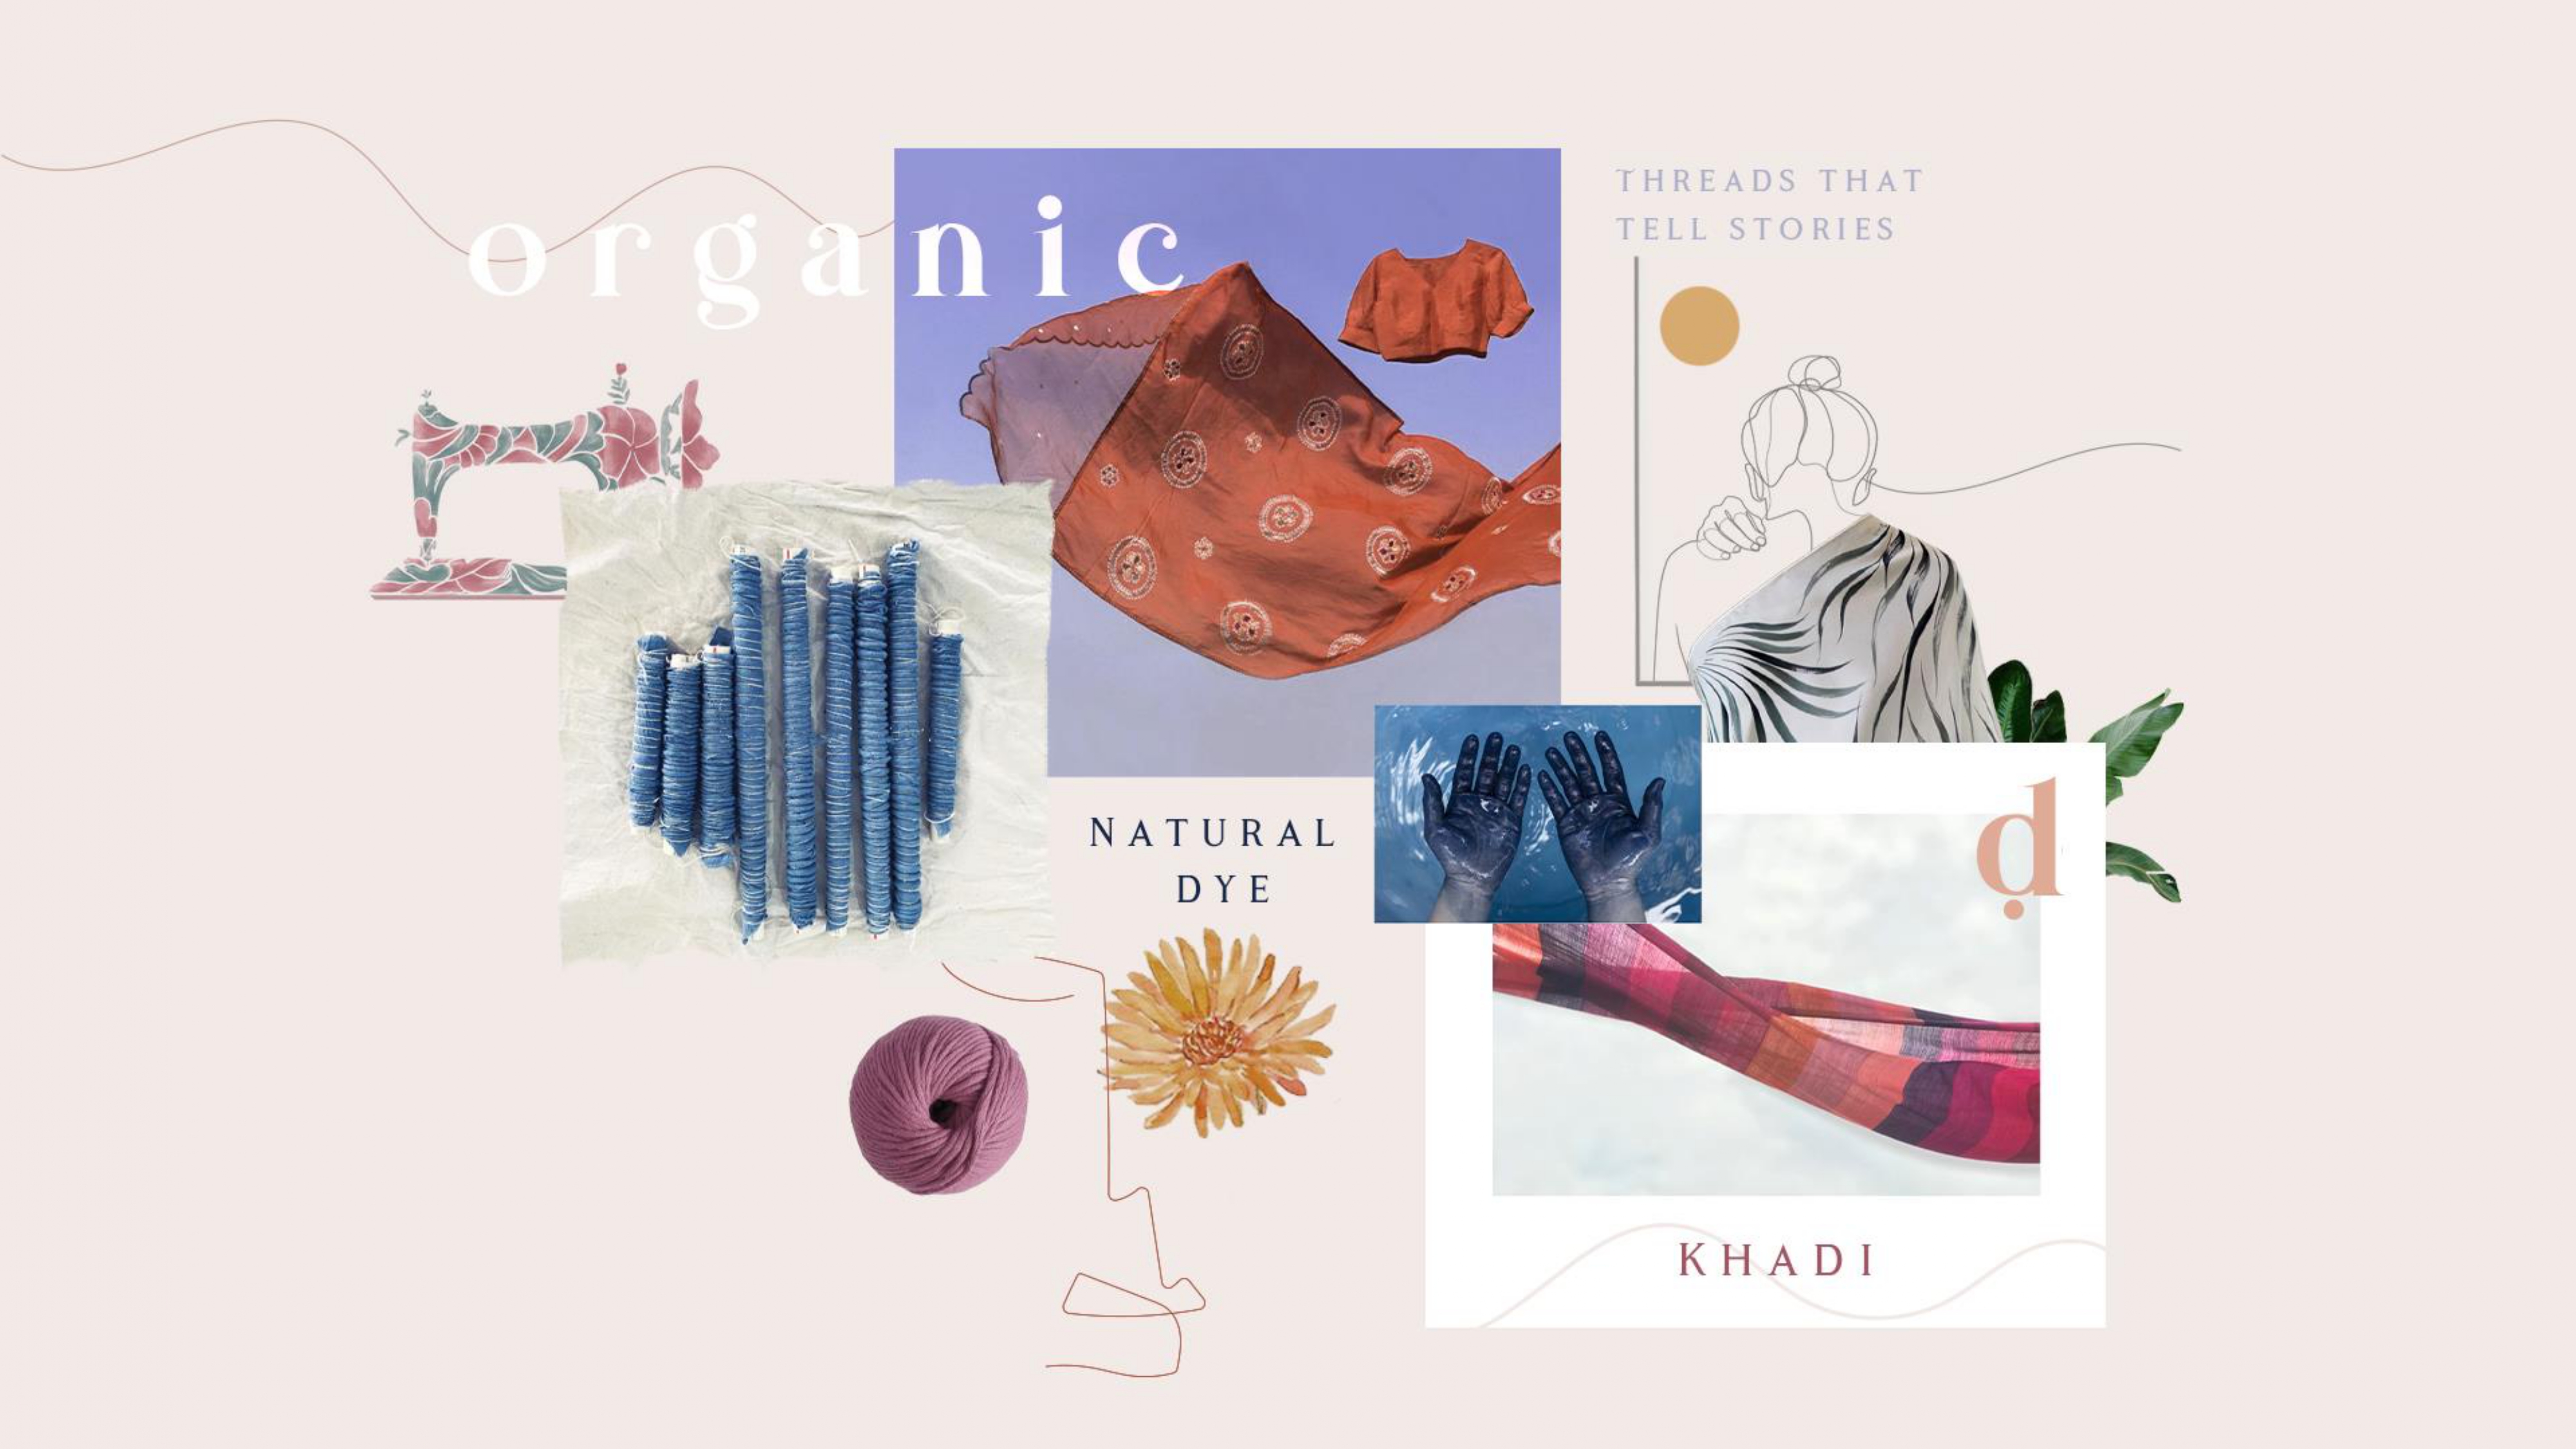 organic
THREADS THAT
TELL STORIES
NATURAL
DYE
ḍ
KHADI